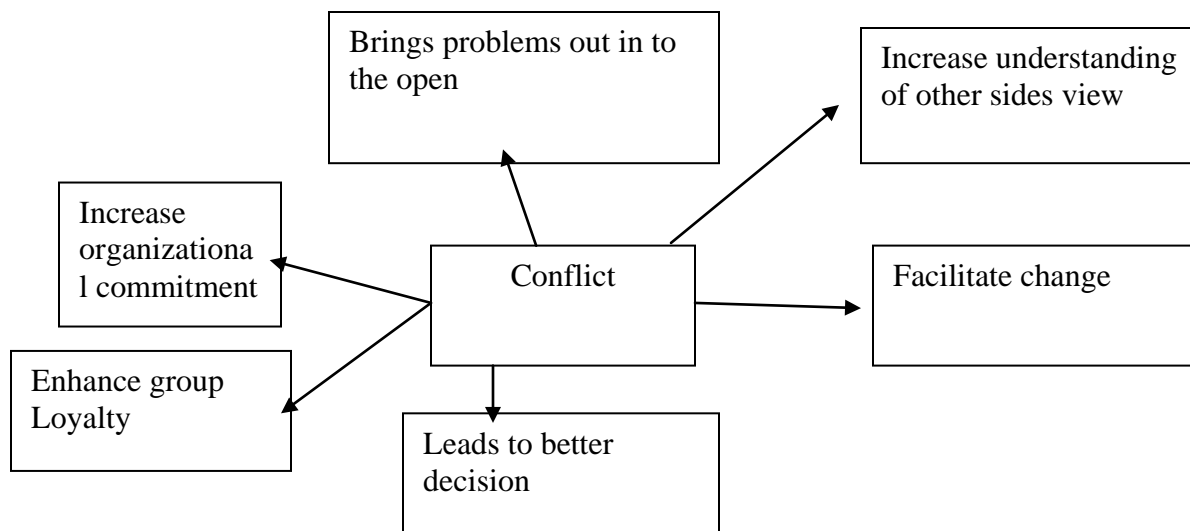 Brings problems out in to
the open
Increase understanding
of other sides view
Increase
organizationa
l commitment
Conflict
Facilitate change
Enhance group
Loyalty
Leads to better
decision